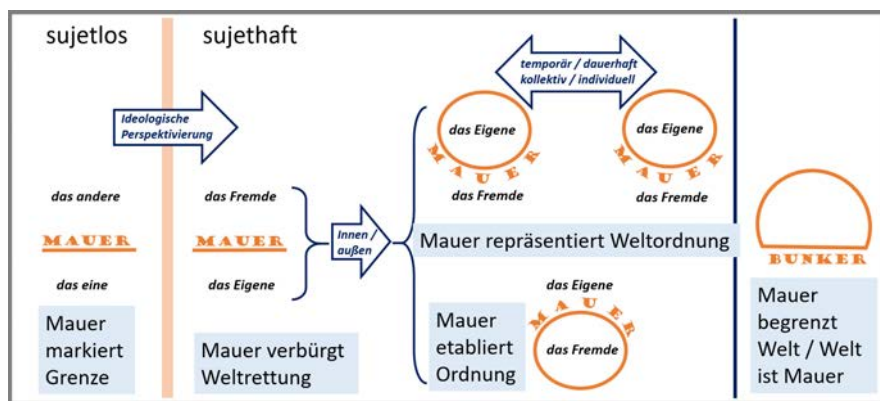 sujetlos
sujethaft
Ideologische
Perspektivierung
temporär / dauerhaft
kollektiv / individuell
das Eigene
MAUER
das Fremde
das Eigene
MAUER
das Fremde
das andere
MAUER
das eine
das Fremde
MAUER
das Eigene
Innen /
außen
Mauer repräsentiert Weltordnung
BUNKER
Mauer
markiert
Grenze
Mauer verbürgt
Weltrettung
Mauer
etabliert
Ordnung
das Eigene
MAUER
das Fremde
Mauer
begrenzt
Welt / Welt
ist Mauer